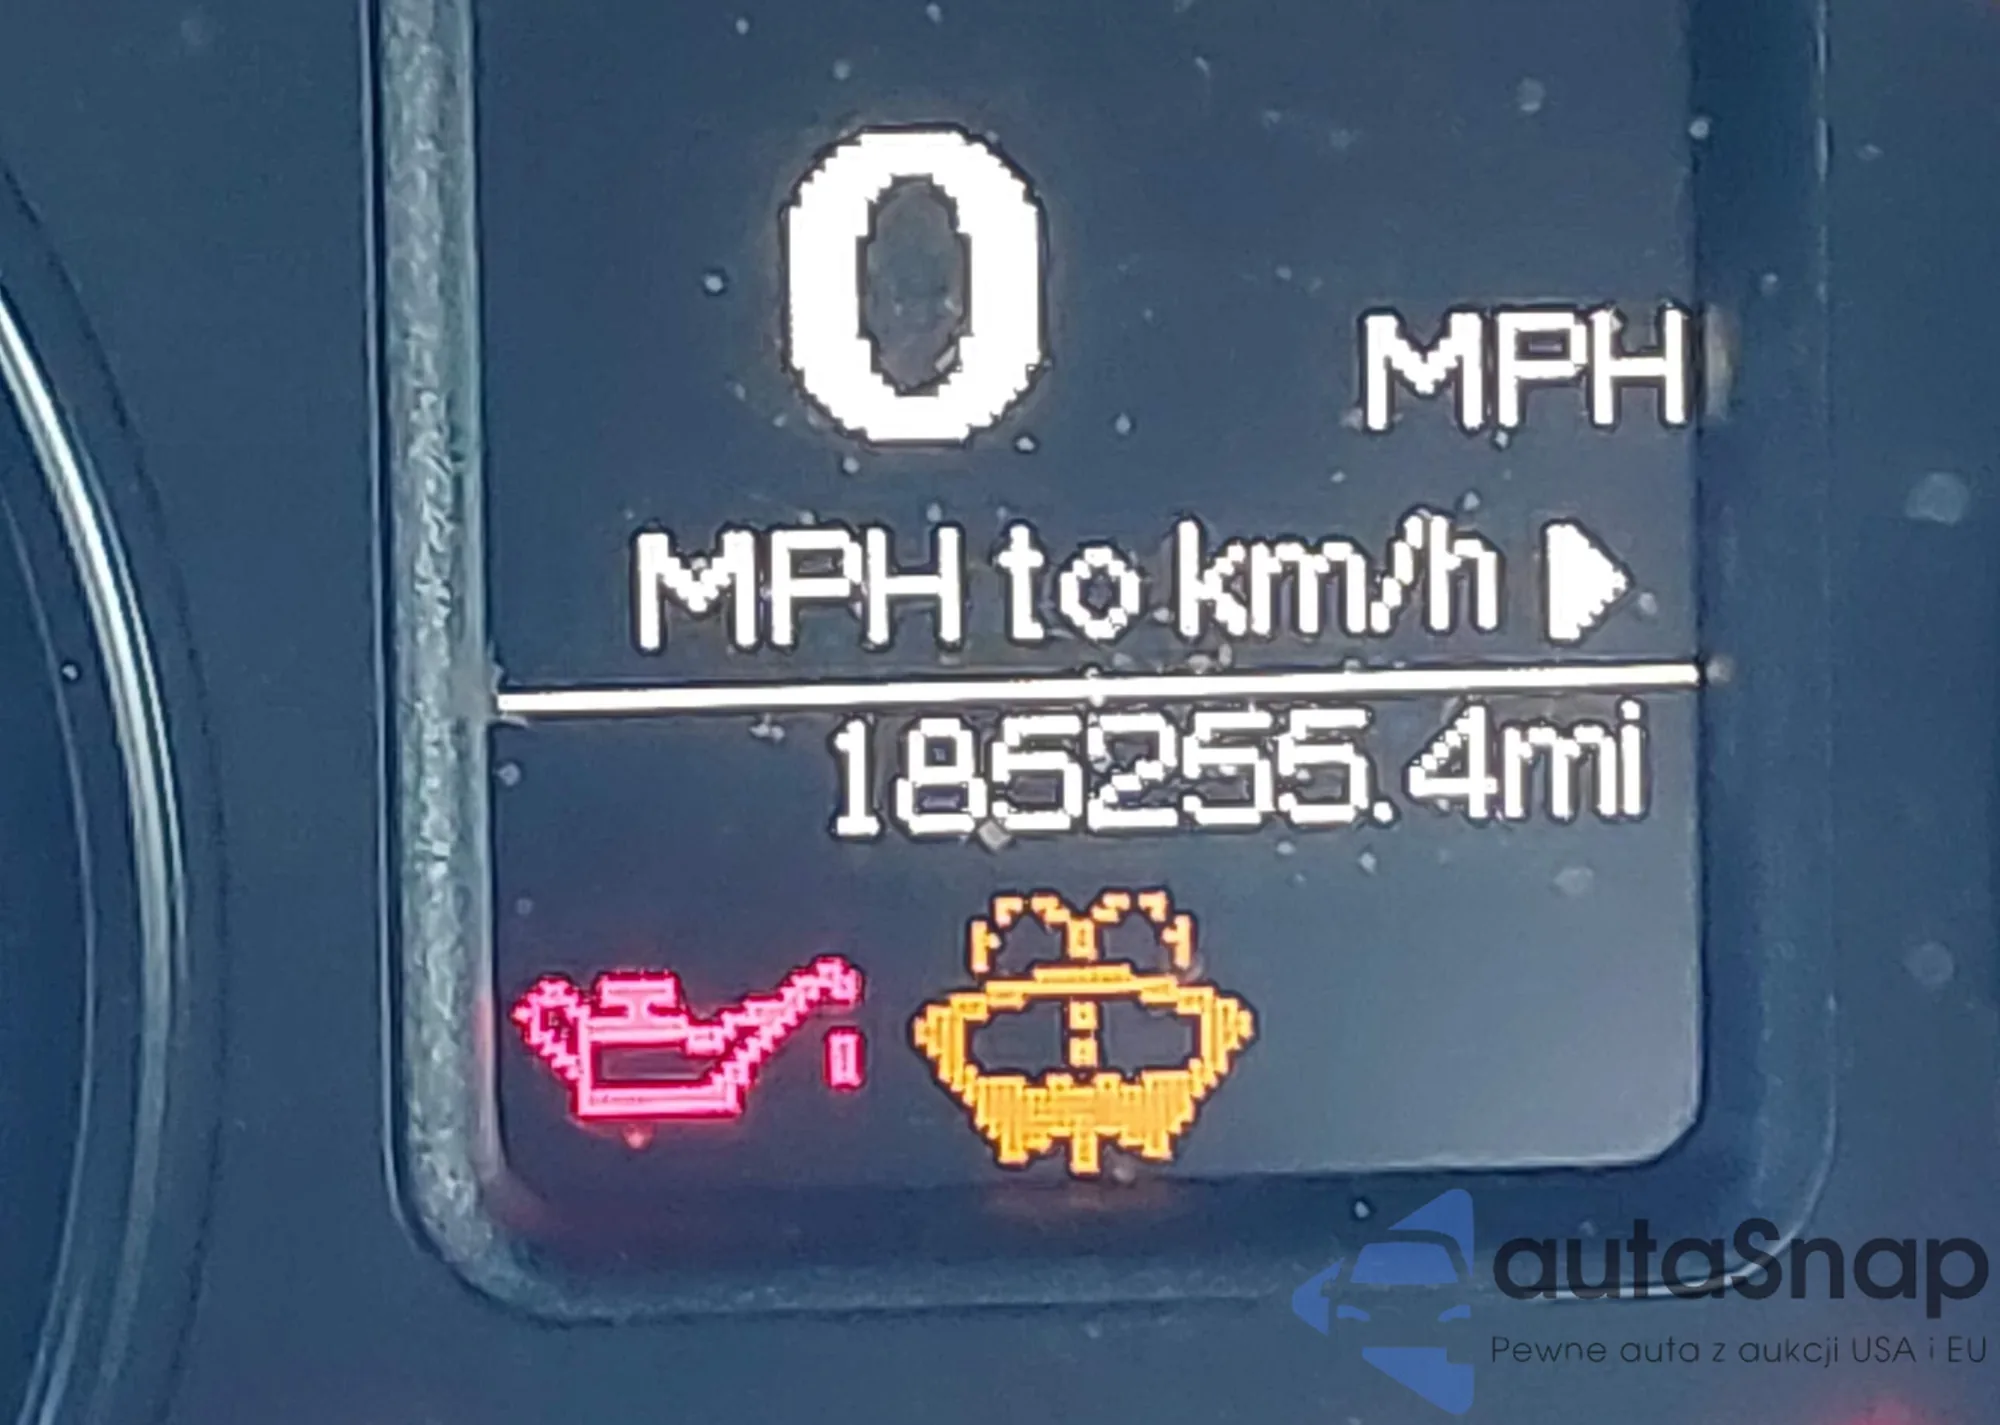 0
MPH
MPH to km/h
185255.4mi
autaSnap
Pewne auta z aukcji USA i EU